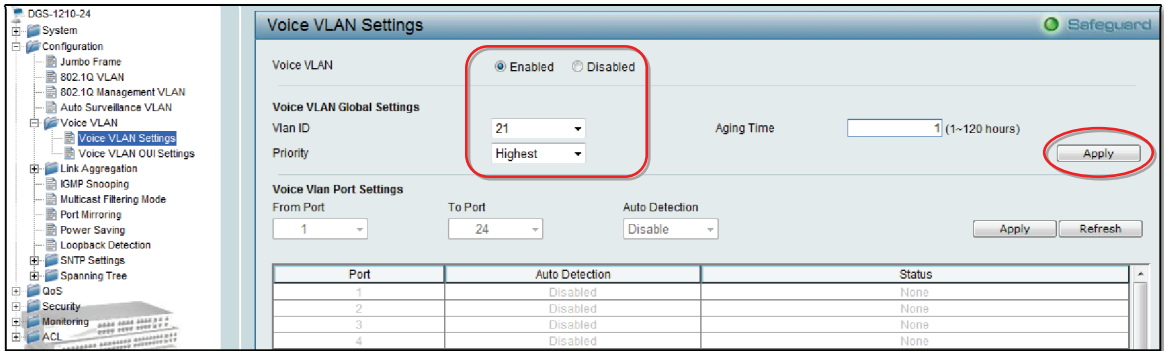 DGS-1210-24
System
Configuration
Jumbo Frame
802.1Q VLAN
802.1Q Management VLAN
Auto Surveillance VLAN
Voice VLAN
Voice VLAN Settings
Voice VLAN OUI Settings
Link Aggregation
IGMP Snooping
Multicast Filtering Mode
Port Mirroring
Power Saving
Loopback Detection
SNTP Settings
Spanning Tree
QoS
Security
Monitoring
ACL
Voice VLAN Settings
Safeguard
Voice VLAN Enabled Disabled
Voice VLAN Global Settings
Vlan ID 21 Aging Time 1 (1~120 hours)
Priority Highest Apply
Voice Vlan Port Settings
From Port To Port Auto Detection
1 24 Disable Apply Refresh
Port Auto Detection Status
1 Disabled None
2 Disabled None
3 Disabled None
4 Disabled None